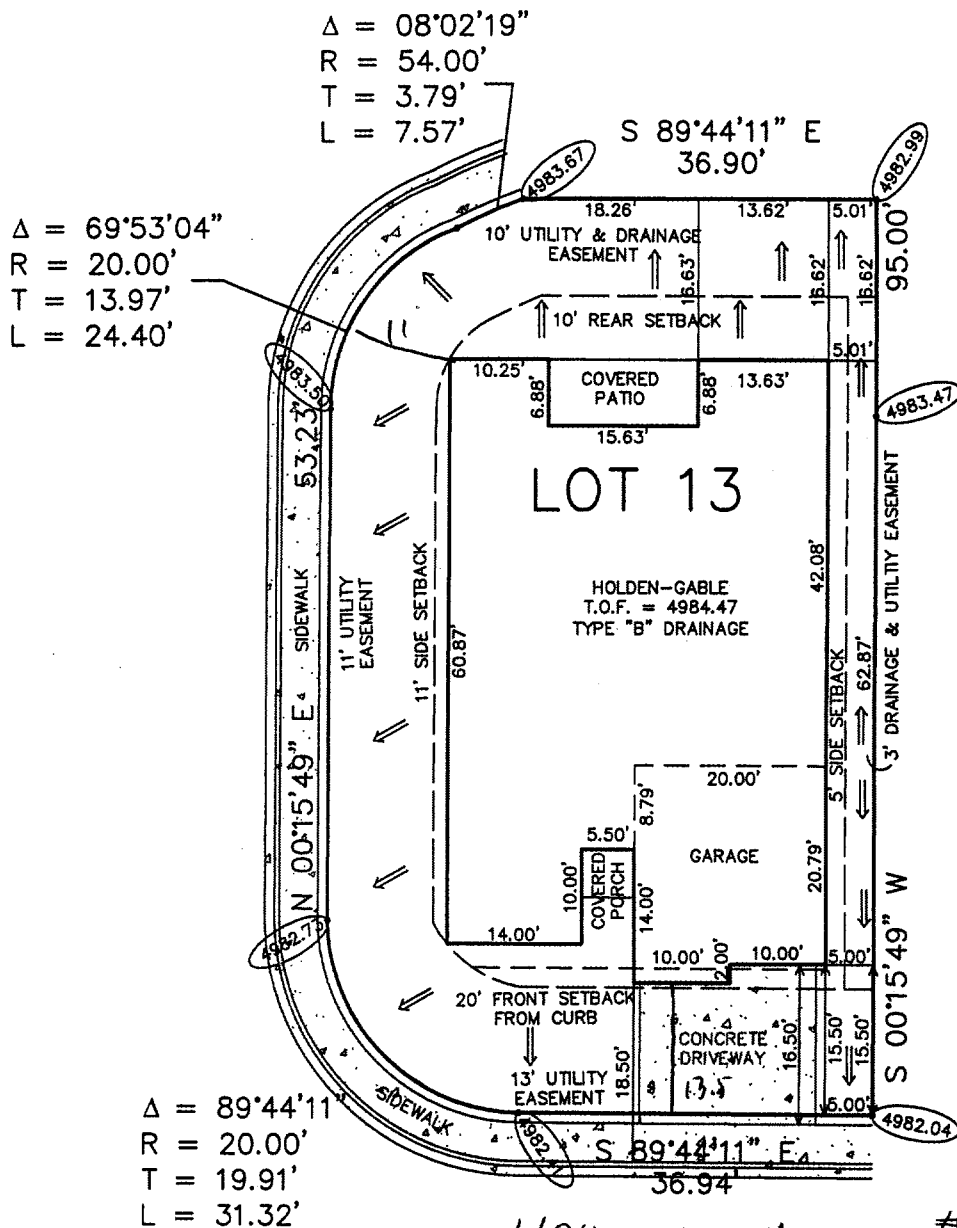 Δ = 08°02'19"
R = 54.00'
T = 3.79'
L = 7.57'
S 89°44'11" E
36.90'
4983.67
4982.99
Δ = 69°53'04"
R = 20.00'
T = 13.97'
L = 24.40'
18.26'
13.62'
5.01'
95.00'
10' UTILITY & DRAINAGE
EASEMENT
16.63'
16.62'
16.62'
10' REAR SETBACK
11
4983.50
10.25'
6.88'
COVERED
PATIO
6.88'
13.63'
5.01'
15.63'
4983.47
53.23'
LOT 13
SIDEWALK
N 00°15'49" E
11' UTILITY
EASEMENT
11' SIDE SETBACK
60.87'
HOLDEN-GABLE
T.O.F. = 4984.47
TYPE "B" DRAINAGE
42.08'
5' SIDE SETBACK
62.87'
3' DRAINAGE & UTILTIY EASEMENT
20.00'
8.79'
5.50'
10.00'
COVERED
PORCH
14.00'
GARAGE
20.79'
4982.73
14.00'
10.00'
2.00'
10.00'
5.00'
S 00°15'49" W
20' FRONT SETBACK
FROM CURB
18.50'
CONCRETE
DRIVEWAY
16.50'
15.50'
15.50'
13.5
13' UTILITY
EASEMENT
5.00'
4982.04
SIDEWALK
Δ = 89°44'11"
R = 20.00'
T = 19.91'
L = 31.32'
S 89°44'11" E
36.94'